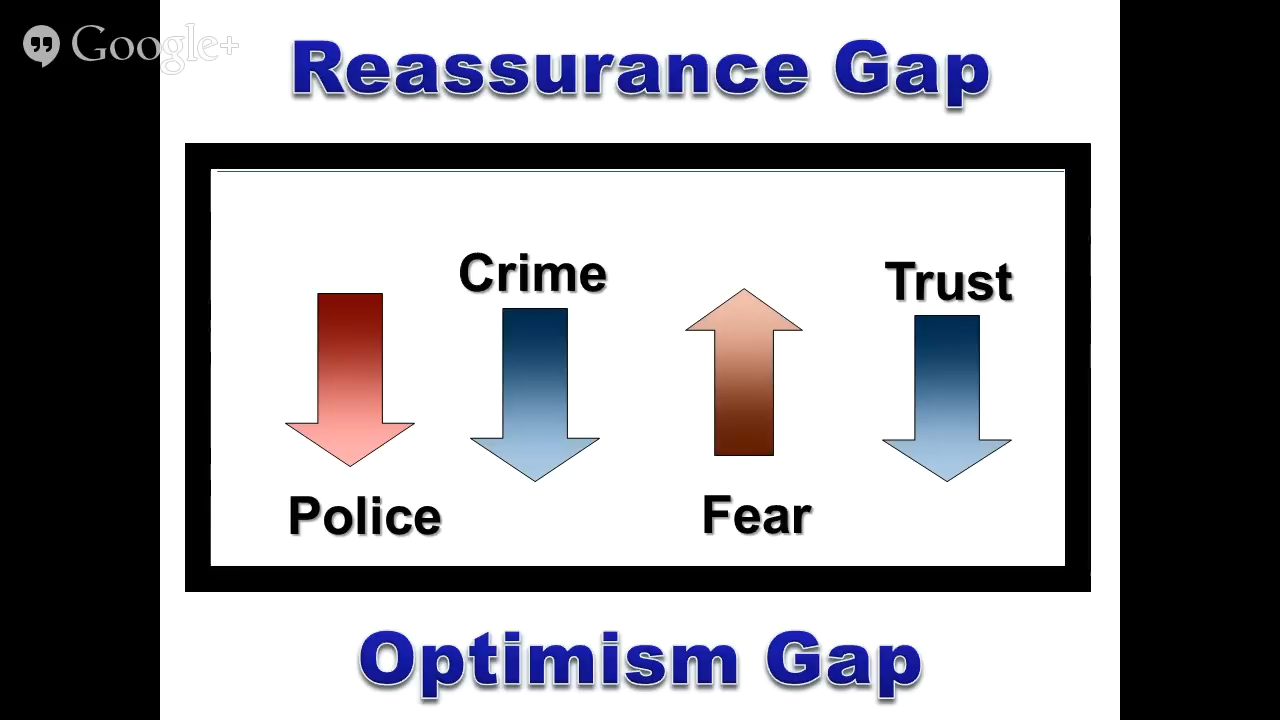 Google+
Reassurance Gap
Crime
Trust
Police
Fear
Optimism Gap